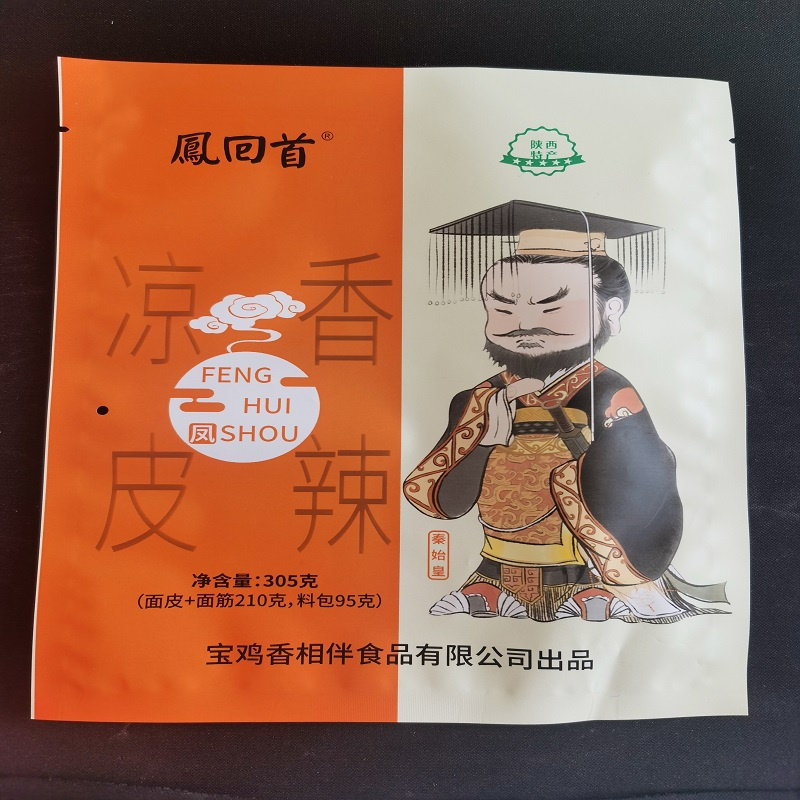 鳳回首®
陕西
特产
香辣
凉皮
FENG
HUI
凤SHOU
秦始皇
净含量:305克
(面皮+面筋210克,料包95克)
宝鸡香相伴食品有限公司出品